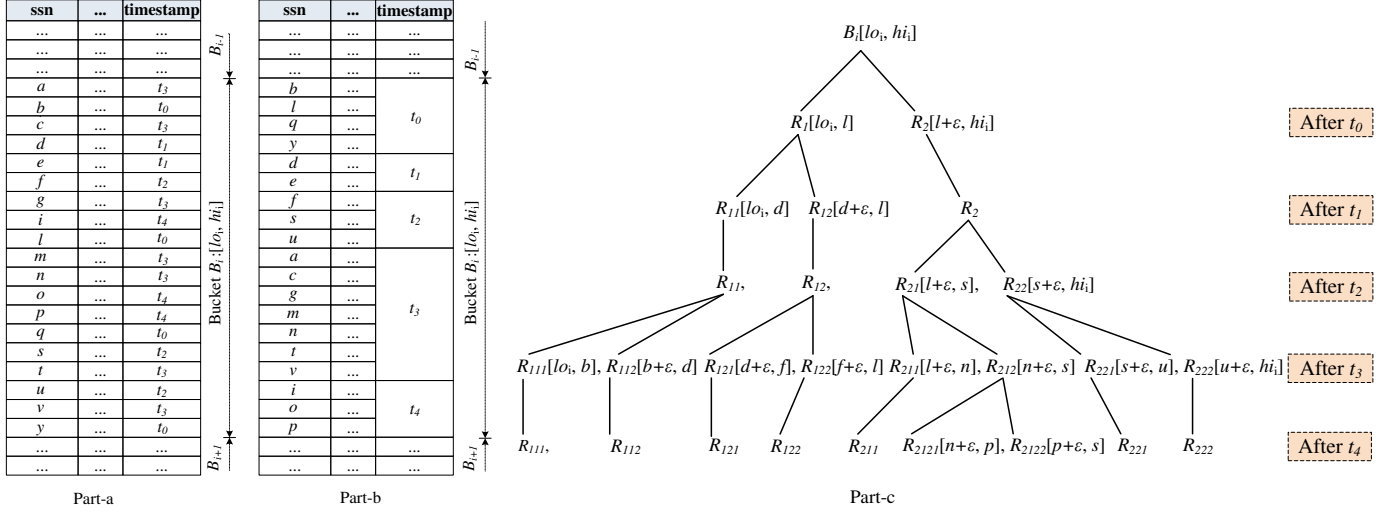 ssn ... timestamp
... ... ...
... ... ...
... ... ...
a ... t3
b ... t0
c ... t3
d ... t1
e ... t1
f ... t2
g ... t3
i ... t4
l ... t0
m ... t3
n ... t3
o ... t4
p ... t4
q ... t0
s ... t2
t ... t3
u ... t2
v ... t3
y ... t0
... ... ...
... ... ...
Bi-1
Bucket Bi:[loi, hii]
Bi+1
Part-a
ssn ... timestamp
... ... ...
... ... ...
... ... ...
b ... t0
l ...
q ...
y ...
d ... t1
e ...
f ... t2
s ...
u ...
a ... t3
c ...
g ...
m ...
n ...
t ...
v ...
i ... t4
o ...
p ...
... ... ...
... ... ...
Bi-1
Bucket Bi:[loi, hii]
Bi+1
Part-b
Bi[loi, hii]
R1[loi, l] R2[l+ε, hii] After t0
R11[loi, d] R12[d+ε, l] R2 After t1
R11, R12, R21[l+ε, s], R22[s+ε, hii] After t2
R111[loi, b], R112[b+ε, d] R121[d+ε, f], R122[f+ε, l] R211[l+ε, n], R212[n+ε, s] R221[s+ε, u], R222[u+ε, hii] After t3
R111, R112 R121 R122 R211 R2121[n+ε, p], R2122[p+ε, s] R221 R222 After t4
Part-c